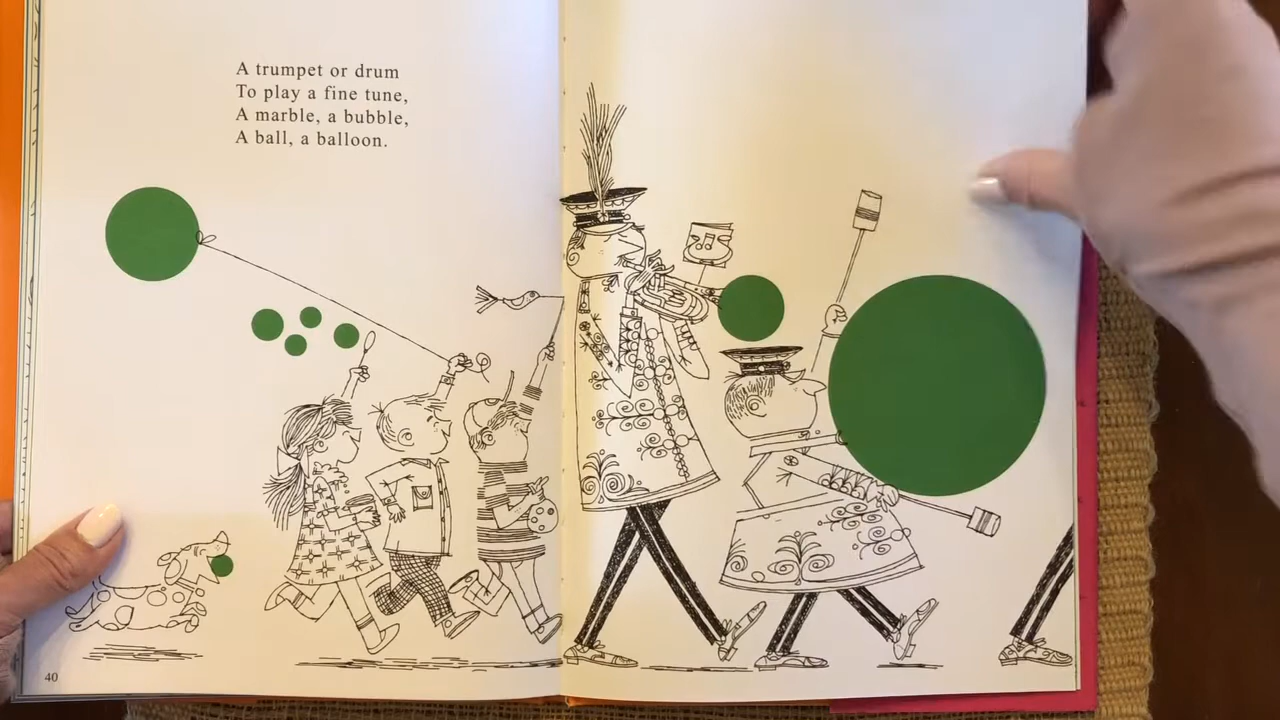 A trumpet or drum
To play a fine tune,
A marble, a bubble,
A ball, a balloon.
40